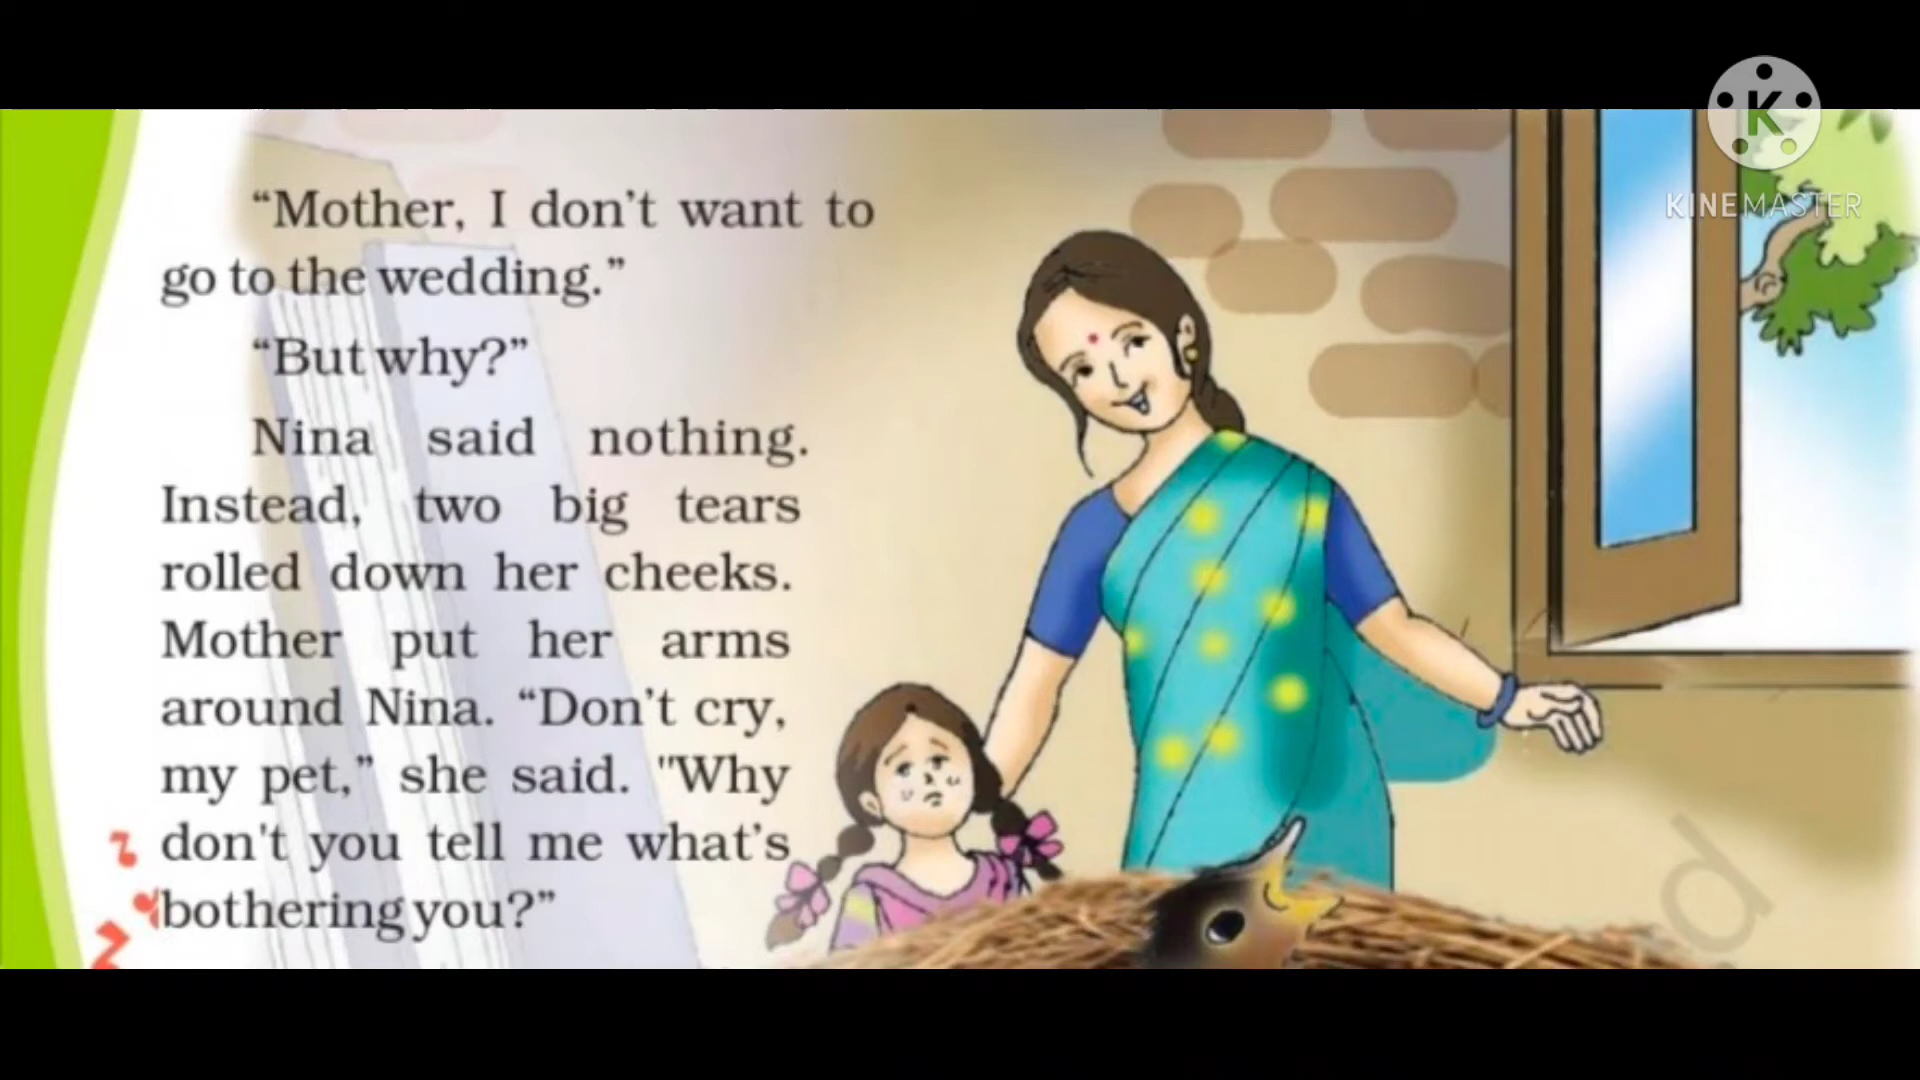 “Mother, I don’t want to
go to the wedding.”
“But why?”
Nina said nothing.
Instead, two big tears
rolled down her cheeks.
Mother put her arms
around Nina. “Don’t cry,
my pet,” she said. "Why
don't you tell me what’s
bothering you?”
K
KINEMASTER
d